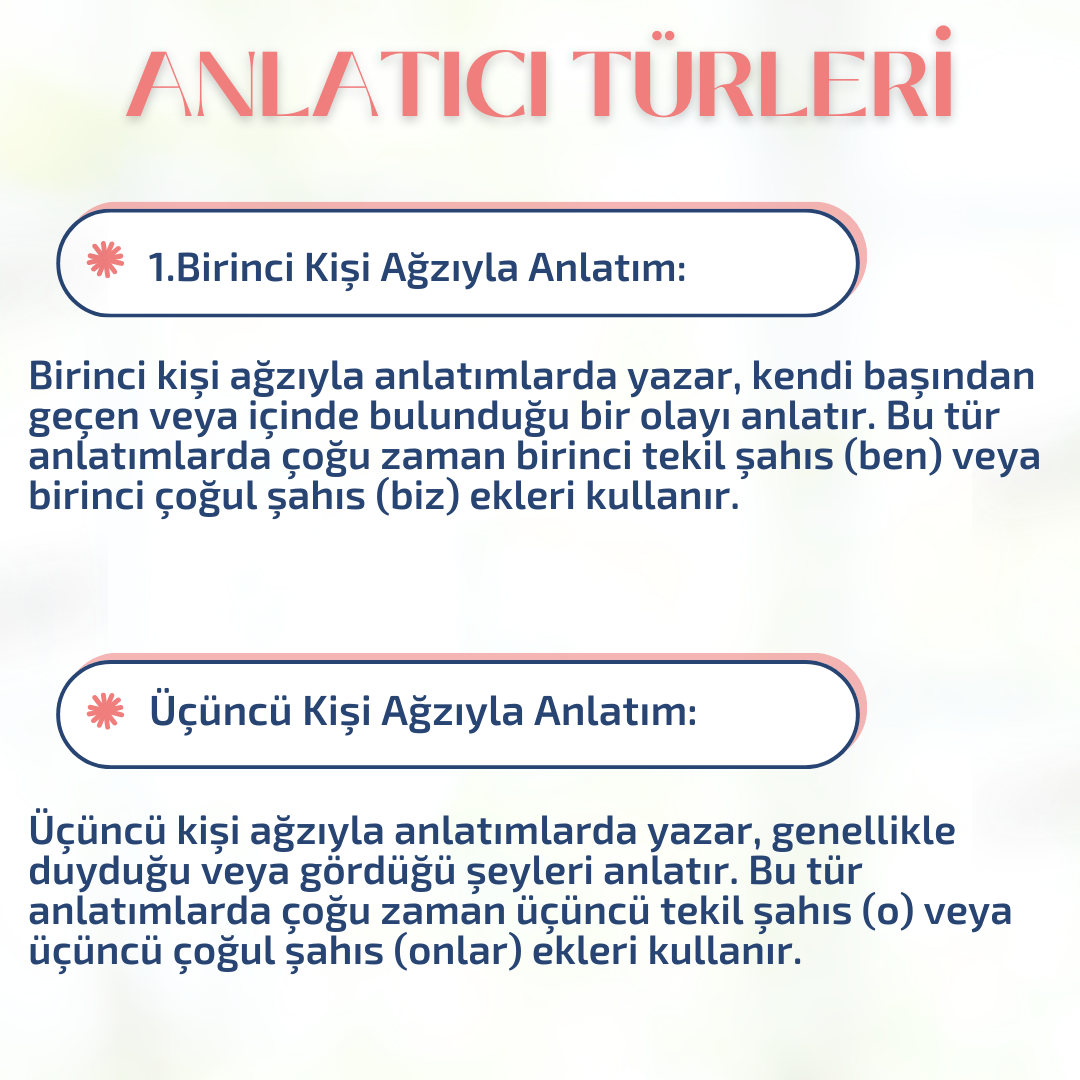 ANLATICI TÜRLERİ
1.Birinci Kişi Ağzıyla Anlatım:
Birinci kişi ağzıyla anlatımlarda yazar, kendi başından
geçen veya içinde bulunduğu bir olayı anlatır. Bu tür
anlatımlarda çoğu zaman birinci tekil şahıs (ben) veya
birinci çoğul şahıs (biz) ekleri kullanır.
Üçüncü Kişi Ağzıyla Anlatım:
Üçüncü kişi ağzıyla anlatımlarda yazar, genellikle
duyduğu veya gördüğü şeyleri anlatır. Bu tür
anlatımlarda çoğu zaman üçüncü tekil şahıs (o) veya
üçüncü çoğul şahıs (onlar) ekleri kullanır.